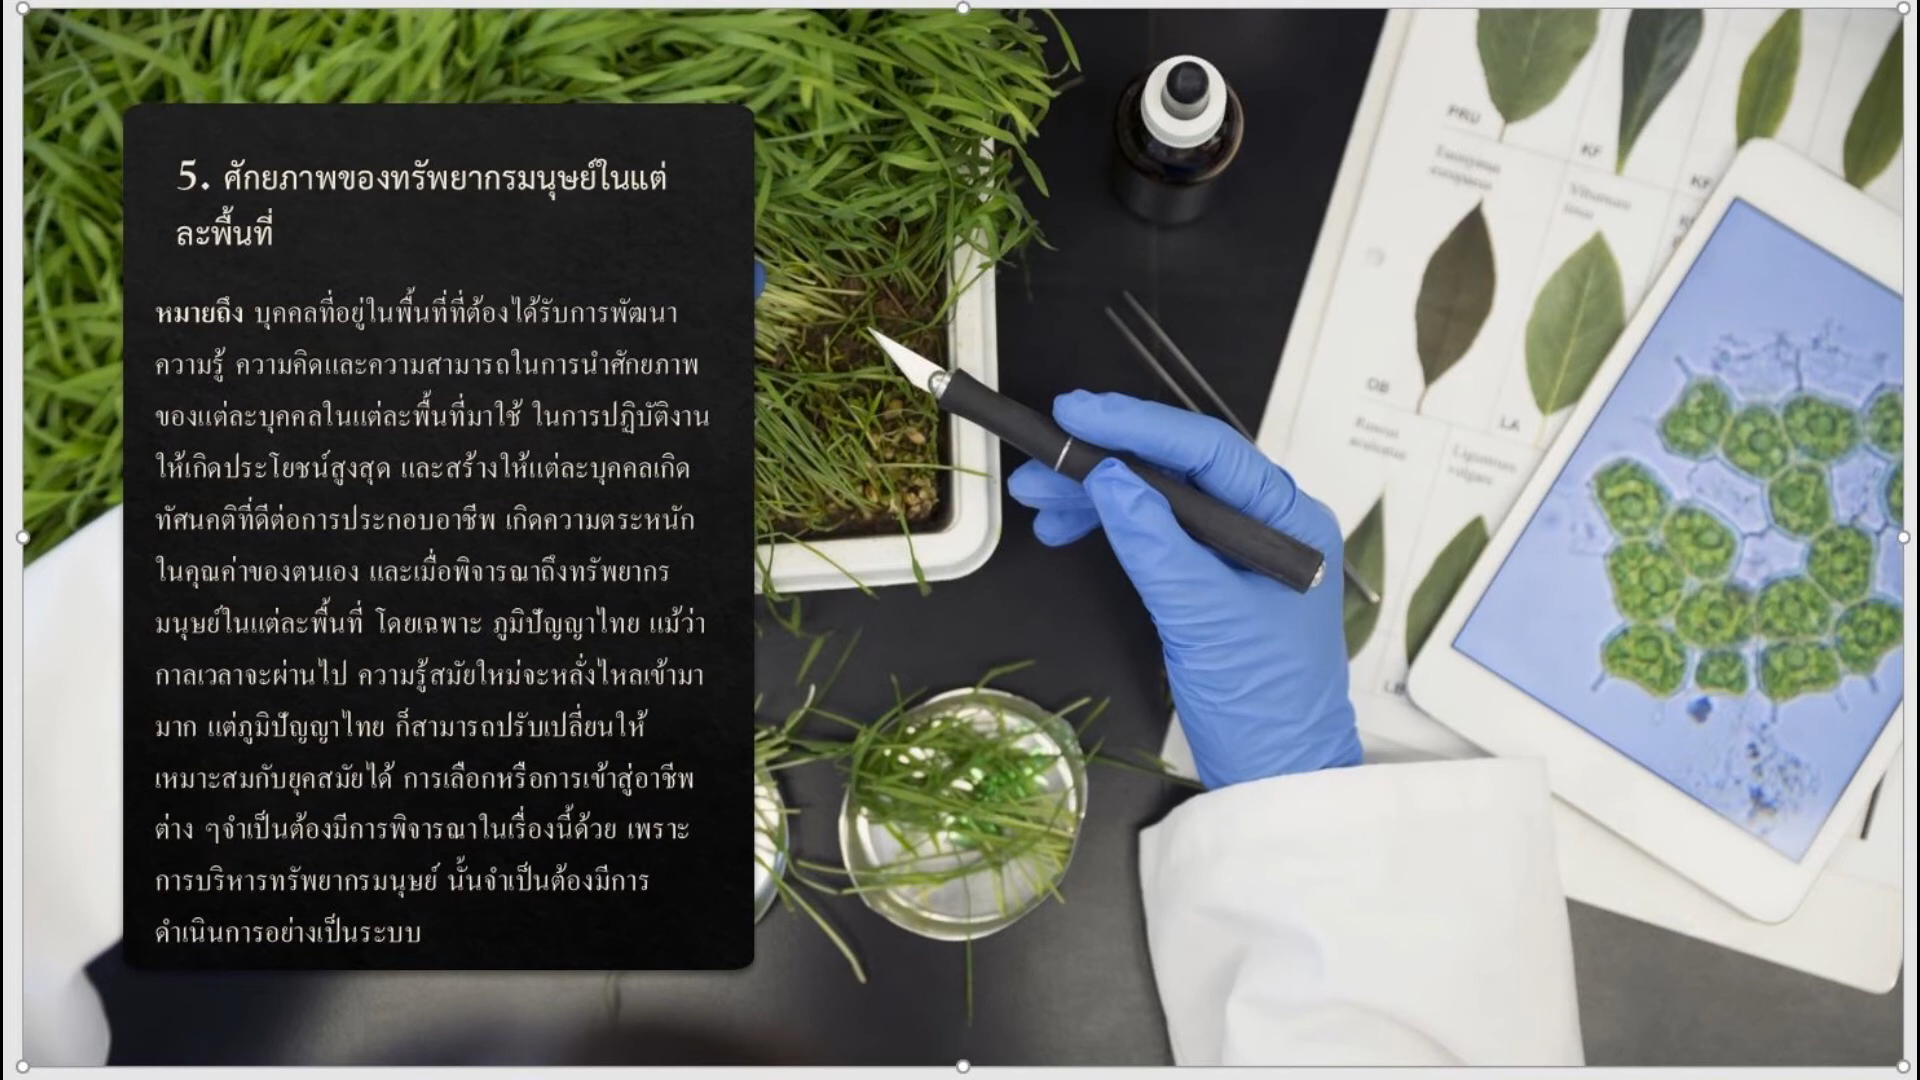 5. ศักยภาพของทรัพยากรมนุษย์ในแต่
ละพื้นที่
หมายถึง บุคคลที่อยู่ในพื้นที่ที่ต้องได้รับการพัฒนา
ความรู้ ความคิดและความสามารถในการนำศักยภาพ
ของแต่ละบุคคลในแต่ละพื้นที่มาใช้ ในการปฏิบัติงาน
ให้เกิดประโยชน์สูงสุด และสร้างให้แต่ละบุคคลเกิด
ทัศนคติที่ดีต่อการประกอบอาชีพ เกิดความตระหนัก
ในคุณค่าของตนเอง และเมื่อพิจารณาถึงทรัพยากร
มนุษย์ในแต่ละพื้นที่ โดยเฉพาะ ภูมิปัญญาไทย แม้ว่า
กาลเวลาจะผ่านไป ความรู้สมัยใหม่จะหลั่งไหลเข้ามา
มาก แต่ภูมิปัญญาไทย ก็สามารถปรับเปลี่ยนให้
เหมาะสมกับยุคสมัยได้ การเลือกหรือการเข้าสู่อาชีพ
ต่าง ๆจำเป็นต้องมีการพิจารณาในเรื่องนี้ด้วย เพราะ
การบริหารทรัพยากรมนุษย์ นั้นจำเป็นต้องมีการ
ดำเนินการอย่างเป็นระบบ
PRU
KF
KF
OB
LA